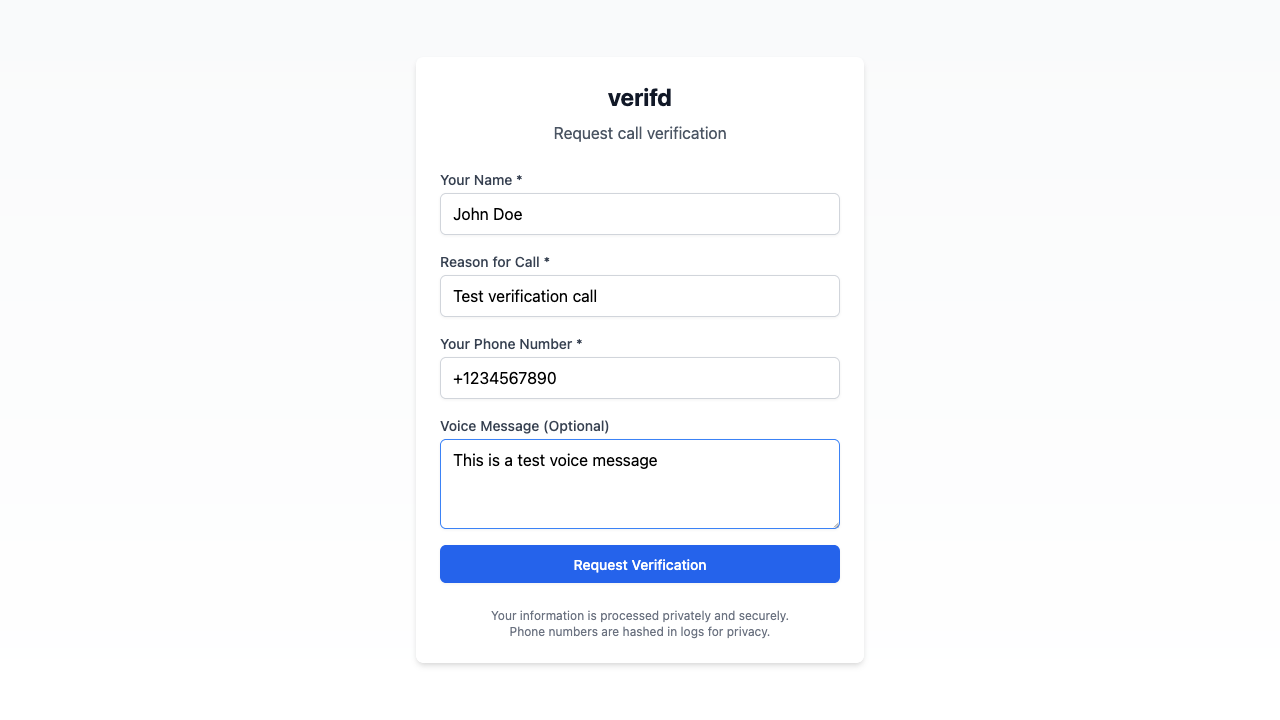 verifd
Request call verification
Your Name *
John Doe
Reason for Call *
Test verification call
Your Phone Number *
+1234567890
Voice Message (Optional)
This is a test voice message
Request Verification
Your information is processed privately and securely.
Phone numbers are hashed in logs for privacy.